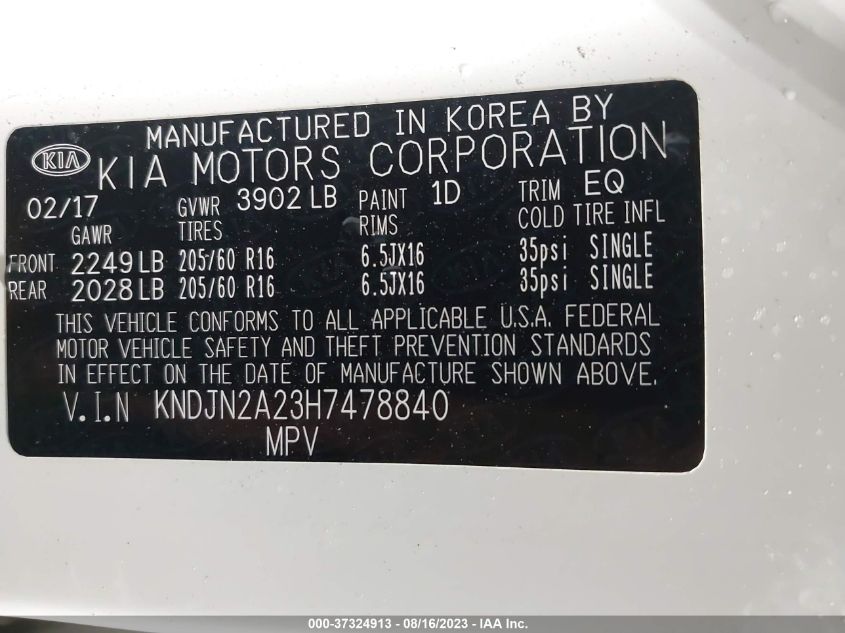 MANUFACTURED IN KOREA BY
KIA KIA MOTORS CORPORATION
02/17 GVWR 3902 LB PAINT 1D TRIM EQ
GAWR TIRES RIMS COLD TIRE INFL
FRONT 2249 LB 205/60 R16 6.5JX16 35psi SINGLE
REAR 2028 LB 205/60 R16 6.5JX16 35psi SINGLE
THIS VEHICLE CONFORMS TO ALL APPLICABLE U.S.A. FEDERAL
MOTOR VEHICLE SAFETY AND THEFT PREVENTION STANDARDS
IN EFFECT ON THE DATE OF MANUFACTURE SHOWN ABOVE.
V.I.N KNDJN2A23H7478840
MPV
000-37324913 - 08/16/2023 - IAA Inc.